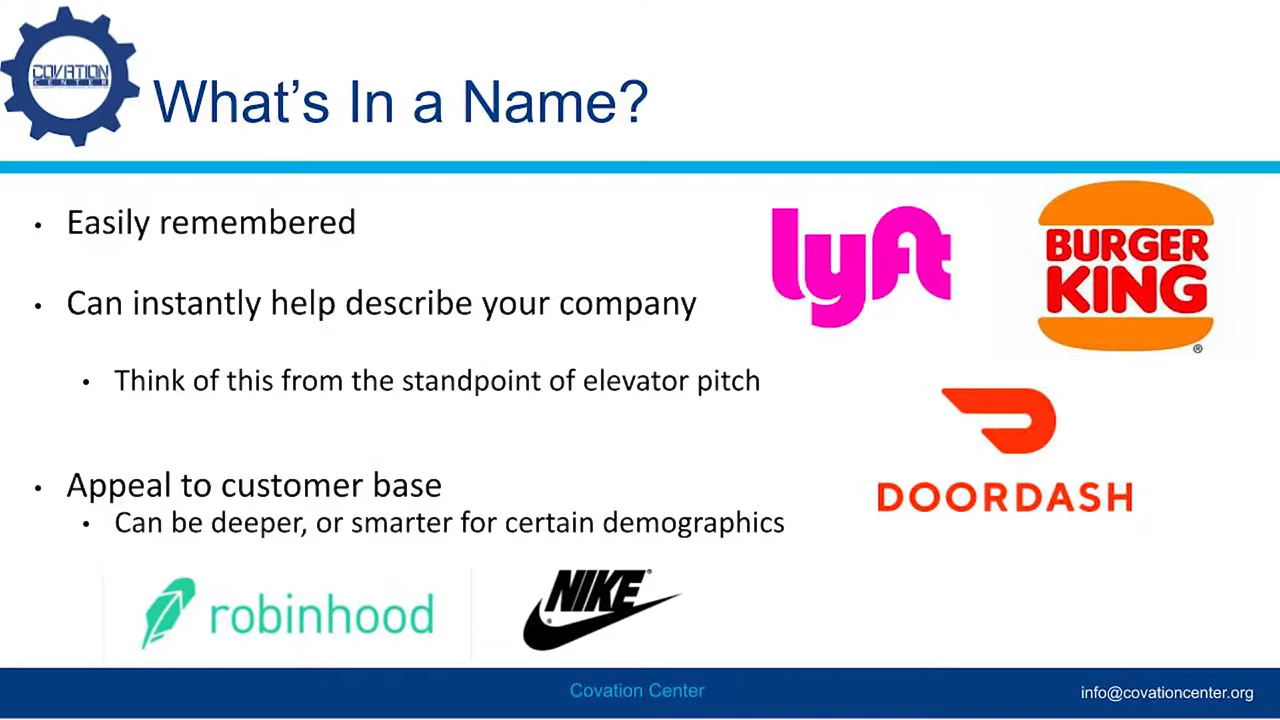 COVATION
CENTER
What's In a Name?
• Easily remembered
• Can instantly help describe your company
• Think of this from the standpoint of elevator pitch
• Appeal to customer base
• Can be deeper, or smarter for certain demographics
lyft
BURGER
KING
®
DOORDASH
robinhood
NIKE
®
®
Covation Center
info@covationcenter.org